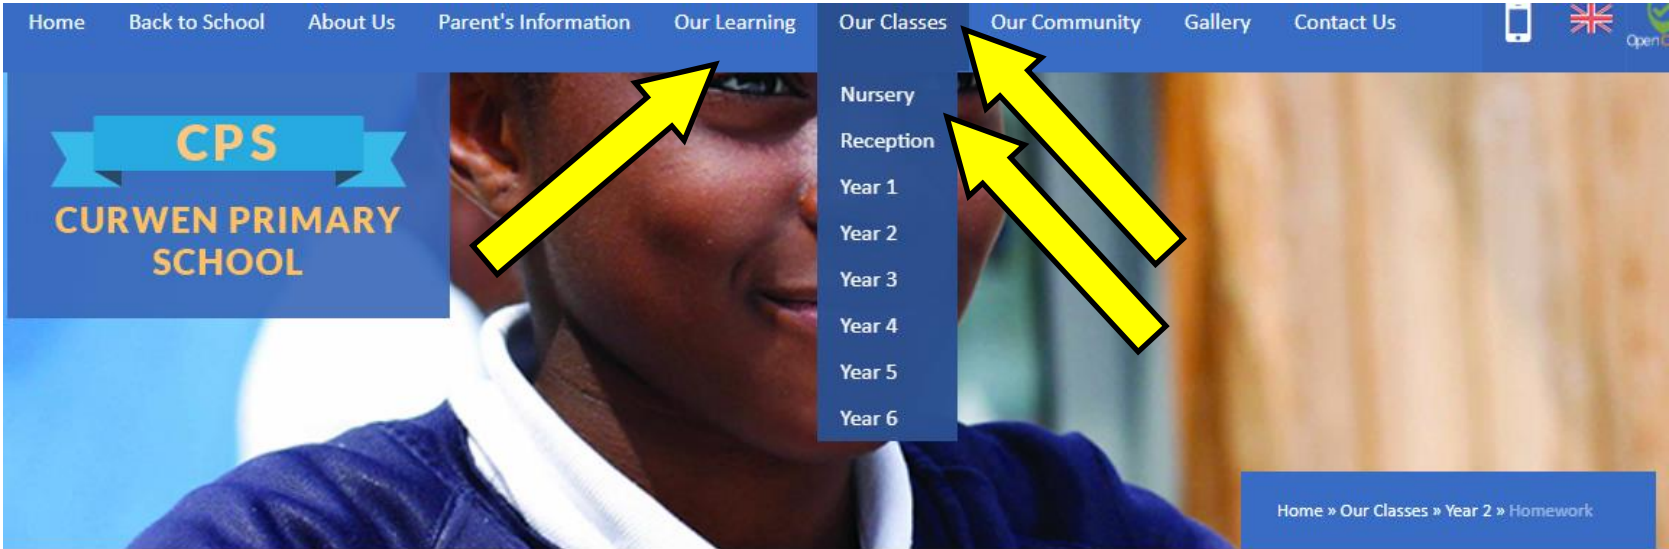 Home Back to School About Us Parent's Information Our Learning Our Classes Our Community Gallery Contact Us
Open
CPS
CURWEN PRIMARY
SCHOOL
Nursery
Reception
Year 1
Year 2
Year 3
Year 4
Year 5
Year 6
Home » Our Classes » Year 2 » Homework